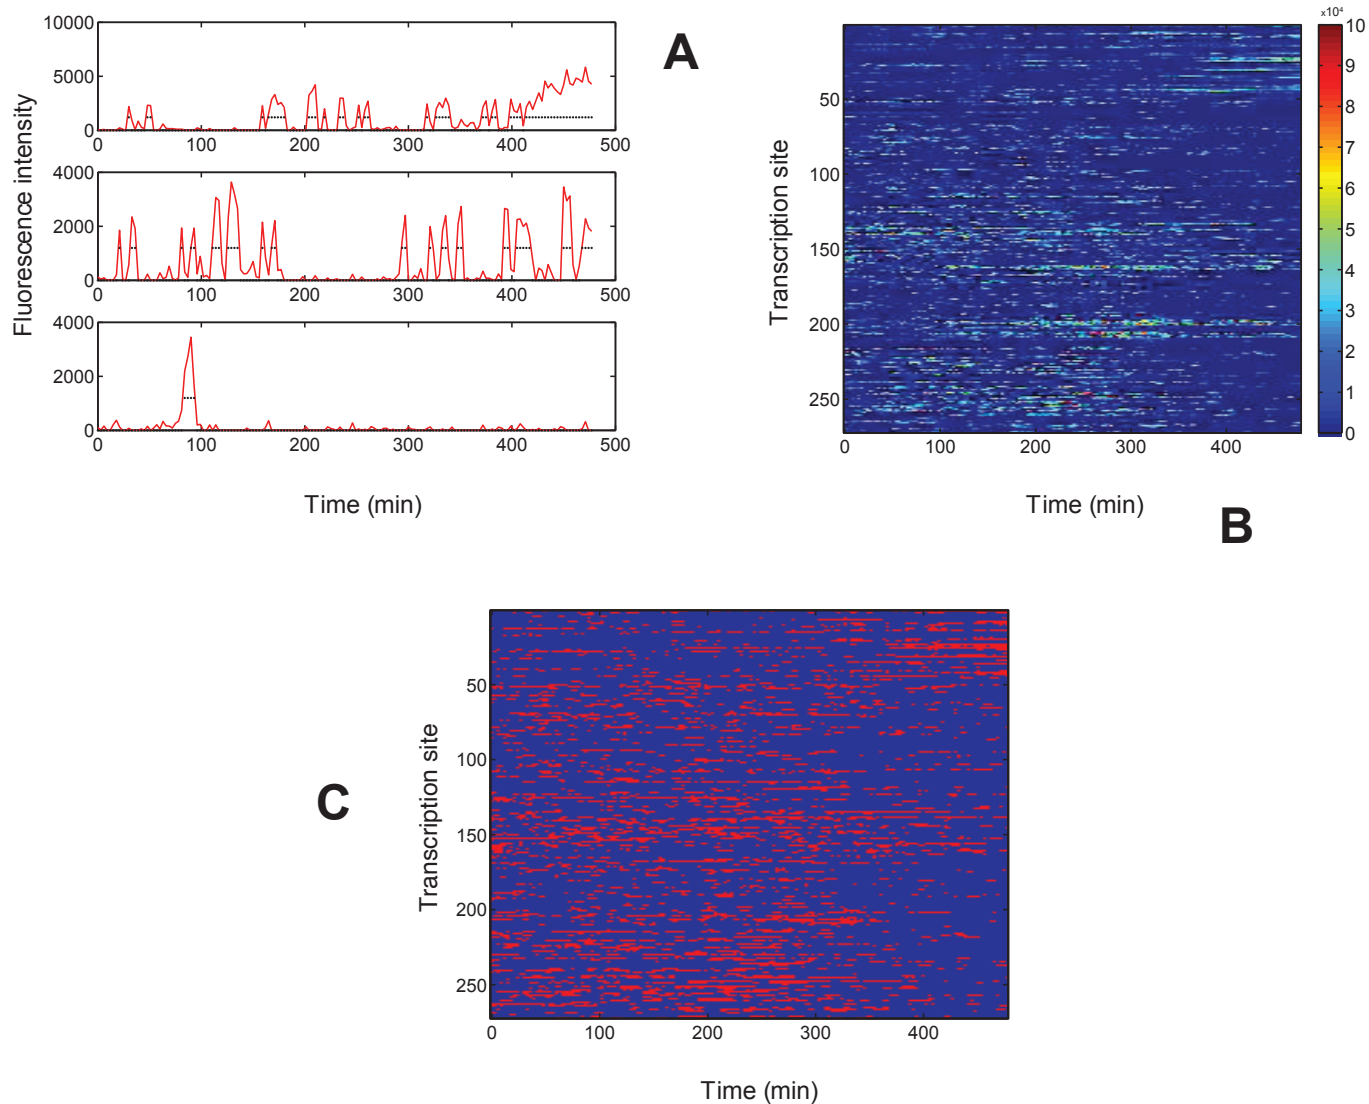 10000
5000
0
0 100 200 300 400 500
4000
2000
0
0 100 200 300 400 500
4000
2000
0
0 100 200 300 400 500
Fluorescence intensity
Time (min)
A
50
100
150
200
250
0 100 200 300 400
Transcription site
Time (min)
x10⁴
10
9
8
7
6
5
4
3
2
1
0
B
C
50
100
150
200
250
0 100 200 300 400
Transcription site
Time (min)